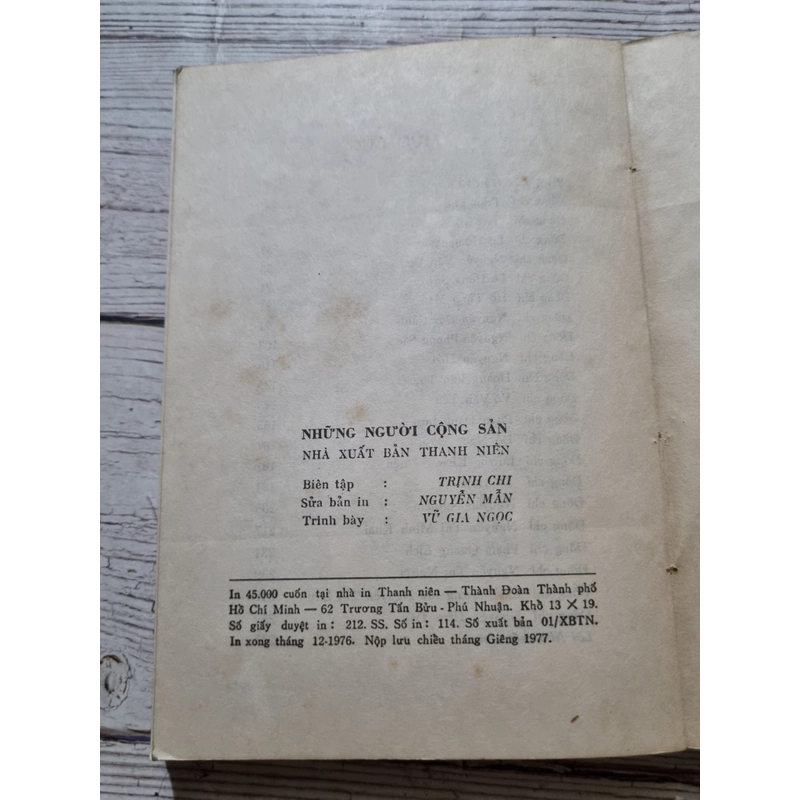 NHỮNG NGƯỜI CỘNG SẢN
NHÀ XUẤT BẢN THANH NIÊN
Biên tập : TRỊNH CHI
Sửa bản in : NGUYỄN MẪN
Trình bày : VŨ GIA NGỌC
In 45.000 cuốn tại nhà in Thanh niên — Thành Đoàn Thành phố
Hồ Chí Minh — 62 Trương Tấn Bửu - Phú Nhuận. Khổ 13 × 19.
Số giấy duyệt in : 212. SS. Số in : 114. Số xuất bản 01/XBTN.
In xong tháng 12-1976. Nộp lưu chiểu tháng Giêng 1977.